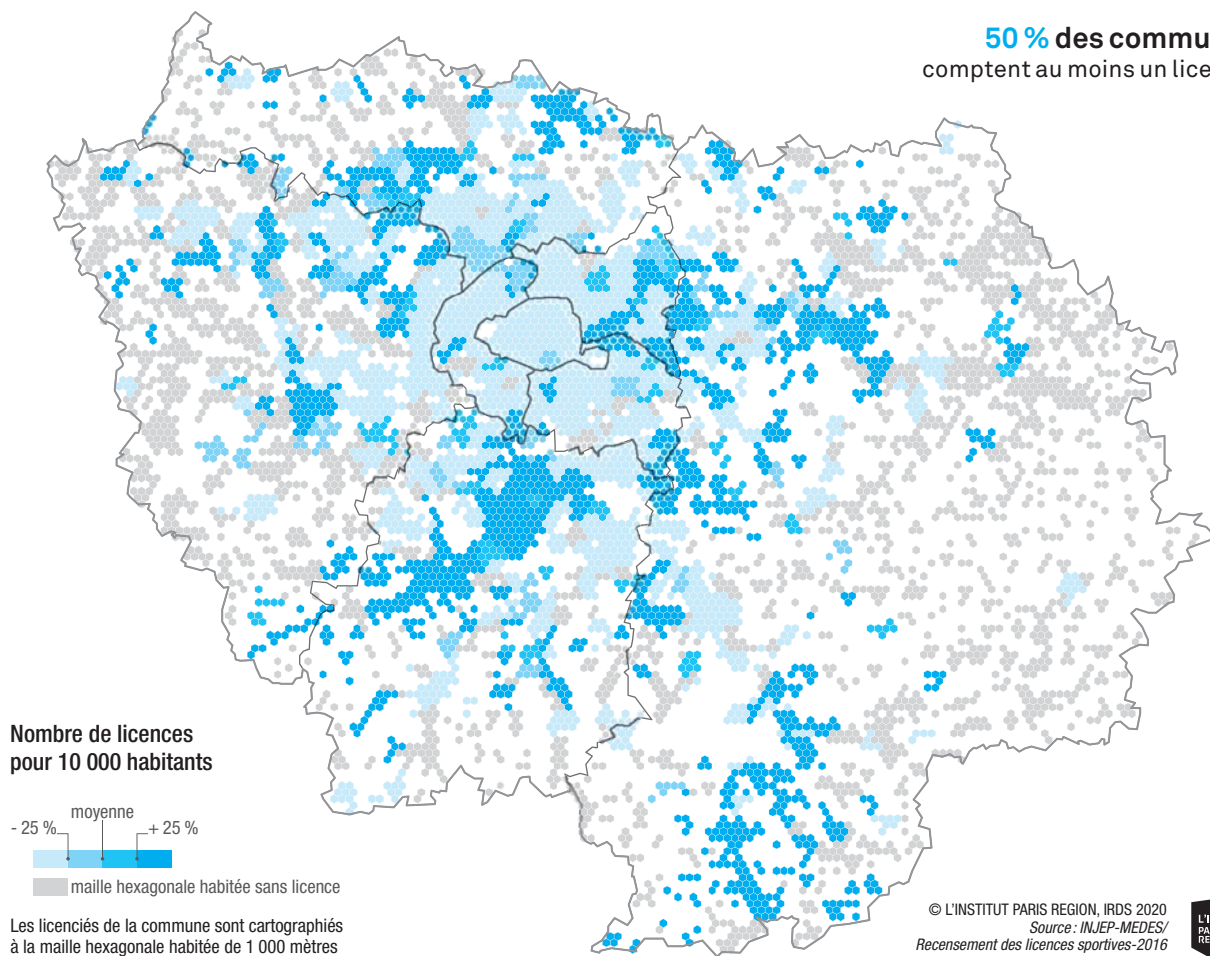 50 % des commu
comptent au moins un lice
Nombre de licences
pour 10 000 habitants
moyenne
- 25 %
+ 25 %
maille hexagonale habitée sans licence
Les licenciés de la commune sont cartographiés
à la maille hexagonale habitée de 1 000 mètres
© L'INSTITUT PARIS REGION, IRDS 2020
Source : INJEP-MEDES/
Recensement des licences sportives-2016
L'I
PA
RE